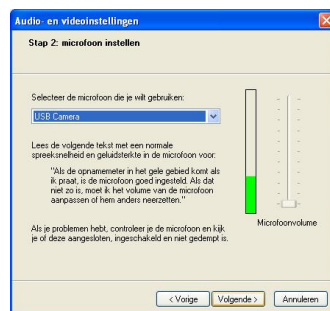 Audio- en videoinstellingen
Stap 2: microfoon instellen
Selecteer de microfoon die je wilt gebruiken:
USB Camera
Lees de volgende tekst met een normale
spreeksnelheid en geluidsterkte in de microfoon voor:
"Als de opnamemeter in het gele gebied komt als
ik praat, is de microfoon goed ingesteld. Als dat
niet zo is, moet ik het volume van de microfoon
aanpassen of hem anders neerzetten."
Microfoonvolume
Als je problemen hebt, controleer je de microfoon en kijk
je of deze aangesloten, ingeschakeld en niet gedempt is.
< Vorige
Volgende >
Annuleren